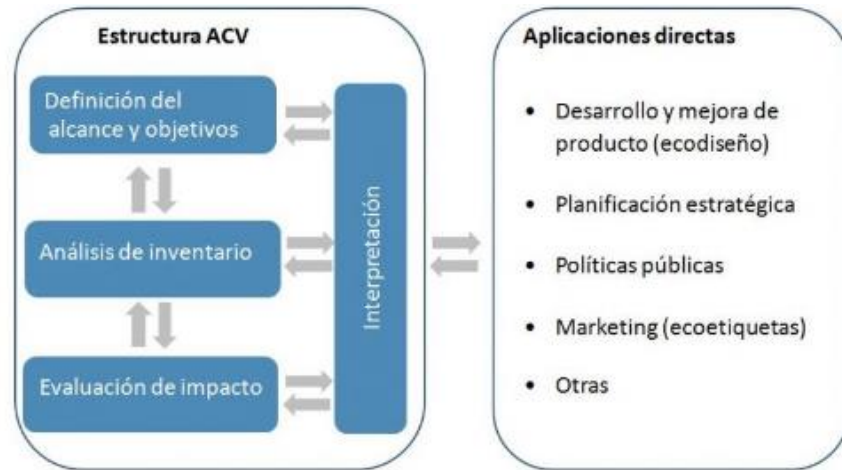 Estructura ACV
Definición del
alcance y objetivos
Análisis de inventario
Evaluación de impacto
Interpretación
Aplicaciones directas
• Desarrollo y mejora de
producto (ecodiseño)
• Planificación estratégica
• Políticas públicas
• Marketing (ecoetiquetas)
• Otras